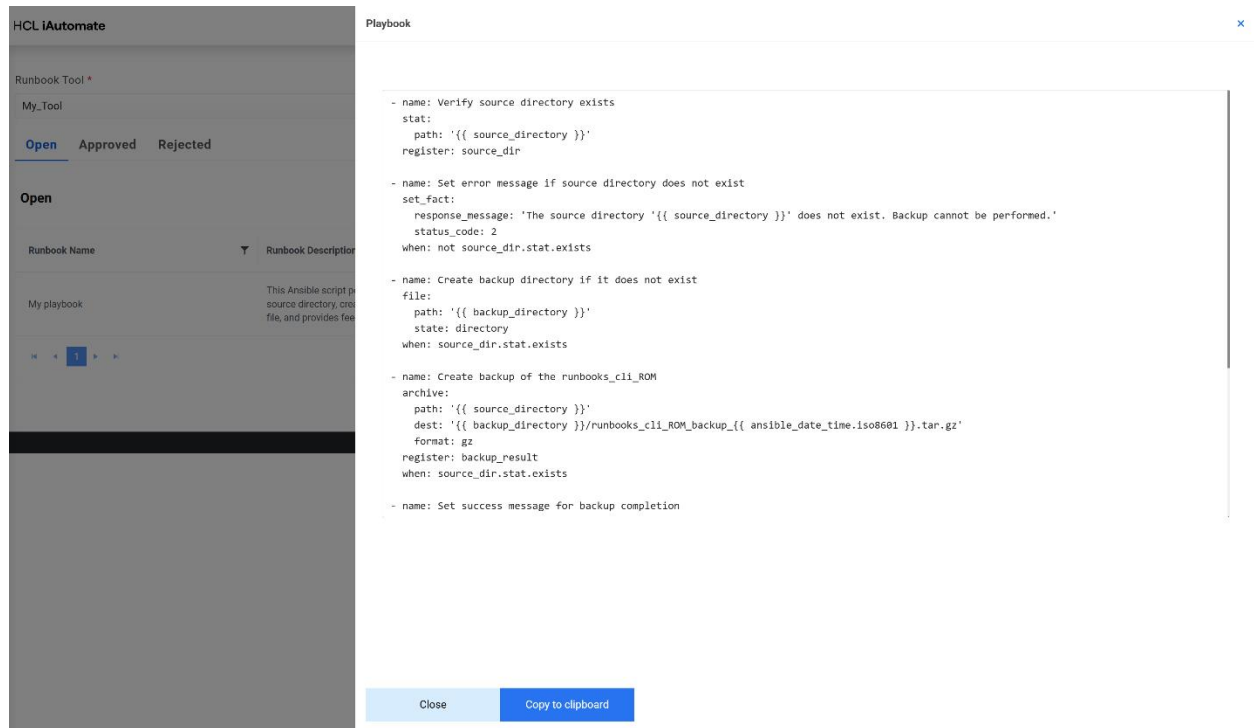 HCL iAutomate
Runbook Tool *
My_Tool
Open Approved Rejected
Open
Runbook Name Runbook Description
My playbook
This Ansible script p
source directory, crea
file, and provides fee
1
Playbook
×
- name: Verify source directory exists
  stat:
    path: '{{ source_directory }}'
  register: source_dir
- name: Set error message if source directory does not exist
  set_fact:
    response_message: 'The source directory '{{ source_directory }}' does not exist. Backup cannot be performed.'
    status_code: 2
  when: not source_dir.stat.exists
- name: Create backup directory if it does not exist
  file:
    path: '{{ backup_directory }}'
    state: directory
  when: source_dir.stat.exists
- name: Create backup of the runbooks_cli_ROM
  archive:
    path: '{{ source_directory }}'
    dest: '{{ backup_directory }}/runbooks_cli_ROM_backup_{{ ansible_date_time.iso8601 }}.tar.gz'
    format: gz
  register: backup_result
  when: source_dir.stat.exists
- name: Set success message for backup completion
Close Copy to clipboard